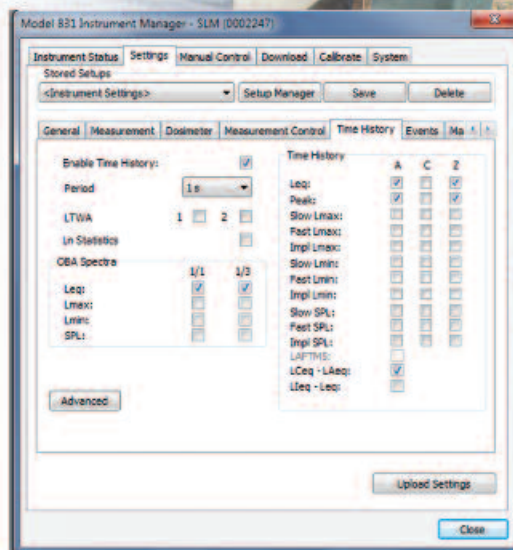 Model 831 Instrument Manager - SLM (0002247)
Instrument Status Settings Manual Control Download Calibrate System
Stored Setups
<Instrument Settings> Setup Manager Save Delete
General Measurement Dosimeter Measurement Control Time History Events Ma
Enable Time History:
Period 1 s
LTWA 1 2
Ln Statistics
OBA Spectra
1/1 1/3
Leq:
Lmax:
Lmin:
SPL:
Advanced
Time History
A C Z
Leq:
Peak:
Slow Lmax:
Fast Lmax:
Impl Lmax:
Slow Lmin:
Fast Lmin:
Impl Lmin:
Slow SPL:
Fast SPL:
Impl SPL:
LAFTM5:
LCeq - LAeq:
LIeq - Leq:
Upload Settings
Close